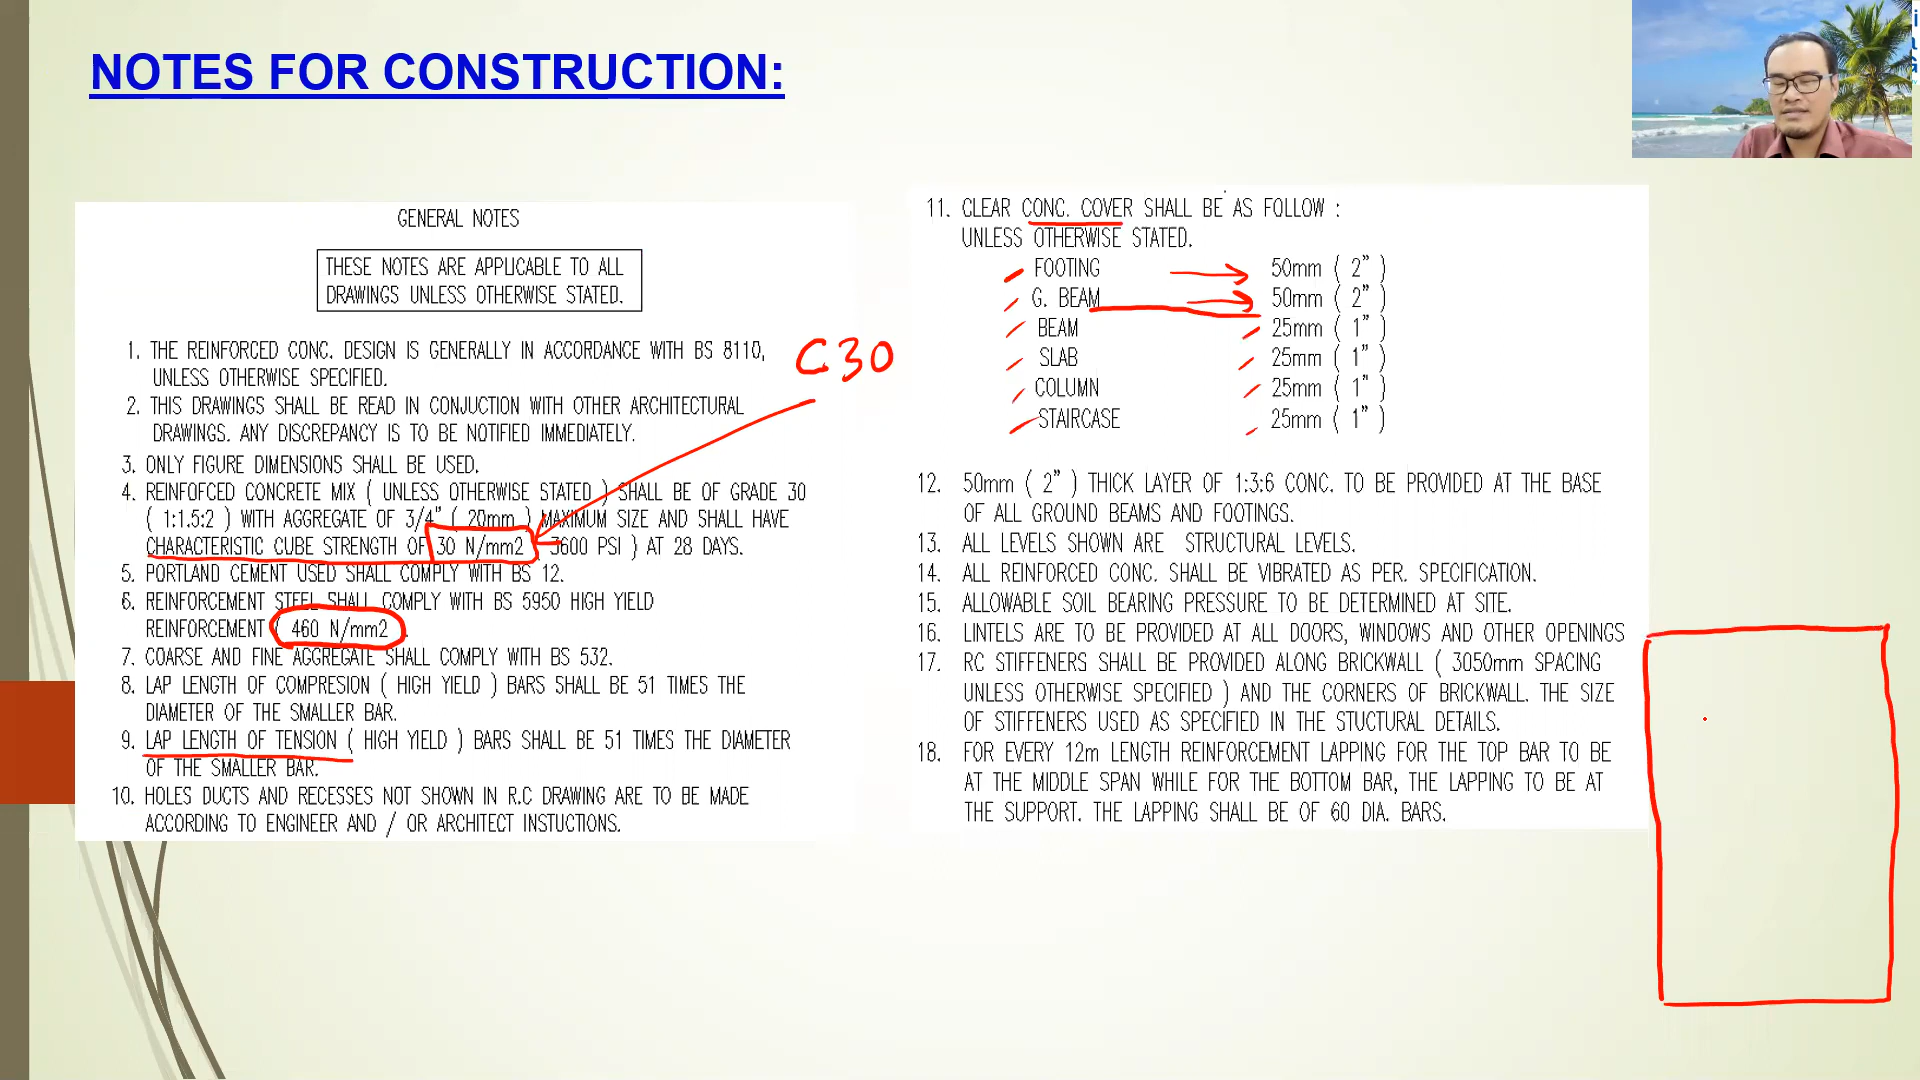 NOTES FOR CONSTRUCTION:
GENERAL NOTES
THESE NOTES ARE APPLICABLE TO ALL
DRAWINGS UNLESS OTHERWISE STATED.
1. THE REINFORCED CONC. DESIGN IS GENERALLY IN ACCORDANCE WITH BS 8110,
UNLESS OTHERWISE SPECIFIED.
2. THIS DRAWINGS SHALL BE READ IN CONJUCTION WITH OTHER ARCHITECTURAL
DRAWINGS. ANY DISCREPANCY IS TO BE NOTIFIED IMMEDIATELY.
3. ONLY FIGURE DIMENSIONS SHALL BE USED.
4. REINFOFCED CONCRETE MIX ( UNLESS OTHERWISE STATED ) SHALL BE OF GRADE 30
( 1:1.5:2 ) WITH AGGREGATE OF 3/4" ( 20mm ) MAXIMUM SIZE AND SHALL HAVE
CHARACTERISTIC CUBE STRENGTH OF 30 N/mm2 3600 PSI ) AT 28 DAYS.
5. PORTLAND CEMENT USED SHALL COMPLY WITH BS 12.
6. REINFORCEMENT STEEL SHALL COMPLY WITH BS 5950 HIGH YIELD
REINFORCEMENT ( 460 N/mm2 .
7. COARSE AND FINE AGGREGATE SHALL COMPLY WITH BS 532.
8. LAP LENGTH OF COMPRESION ( HIGH YIELD ) BARS SHALL BE 51 TIMES THE
DIAMETER OF THE SMALLER BAR.
9. LAP LENGTH OF TENSION ( HIGH YIELD ) BARS SHALL BE 51 TIMES THE DIAMETER
OF THE SMALLER BAR.
10. HOLES DUCTS AND RECESSES NOT SHOWN IN R.C DRAWING ARE TO BE MADE
ACCORDING TO ENGINEER AND / OR ARCHITECT INSTUCTIONS.
C30
11. CLEAR CONC. COVER SHALL BE AS FOLLOW :
UNLESS OTHERWISE STATED.
FOOTING 50mm ( 2" )
G. BEAM 50mm ( 2" )
BEAM 25mm ( 1" )
SLAB 25mm ( 1" )
COLUMN 25mm ( 1" )
STAIRCASE 25mm ( 1" )
12. 50mm ( 2" ) THICK LAYER OF 1:3:6 CONC. TO BE PROVIDED AT THE BASE
OF ALL GROUND BEAMS AND FOOTINGS.
13. ALL LEVELS SHOWN ARE STRUCTURAL LEVELS.
14. ALL REINFORCED CONC. SHALL BE VIBRATED AS PER. SPECIFICATION.
15. ALLOWABLE SOIL BEARING PRESSURE TO BE DETERMINED AT SITE.
16. LINTELS ARE TO BE PROVIDED AT ALL DOORS, WINDOWS AND OTHER OPENINGS
17. RC STIFFENERS SHALL BE PROVIDED ALONG BRICKWALL ( 3050mm SPACING
UNLESS OTHERWISE SPECIFIED ) AND THE CORNERS OF BRICKWALL. THE SIZE
OF STIFFENERS USED AS SPECIFIED IN THE STUCTURAL DETAILS.
18. FOR EVERY 12m LENGTH REINFORCEMENT LAPPING FOR THE TOP BAR TO BE
AT THE MIDDLE SPAN WHILE FOR THE BOTTOM BAR, THE LAPPING TO BE AT
THE SUPPORT. THE LAPPING SHALL BE OF 60 DIA. BARS.